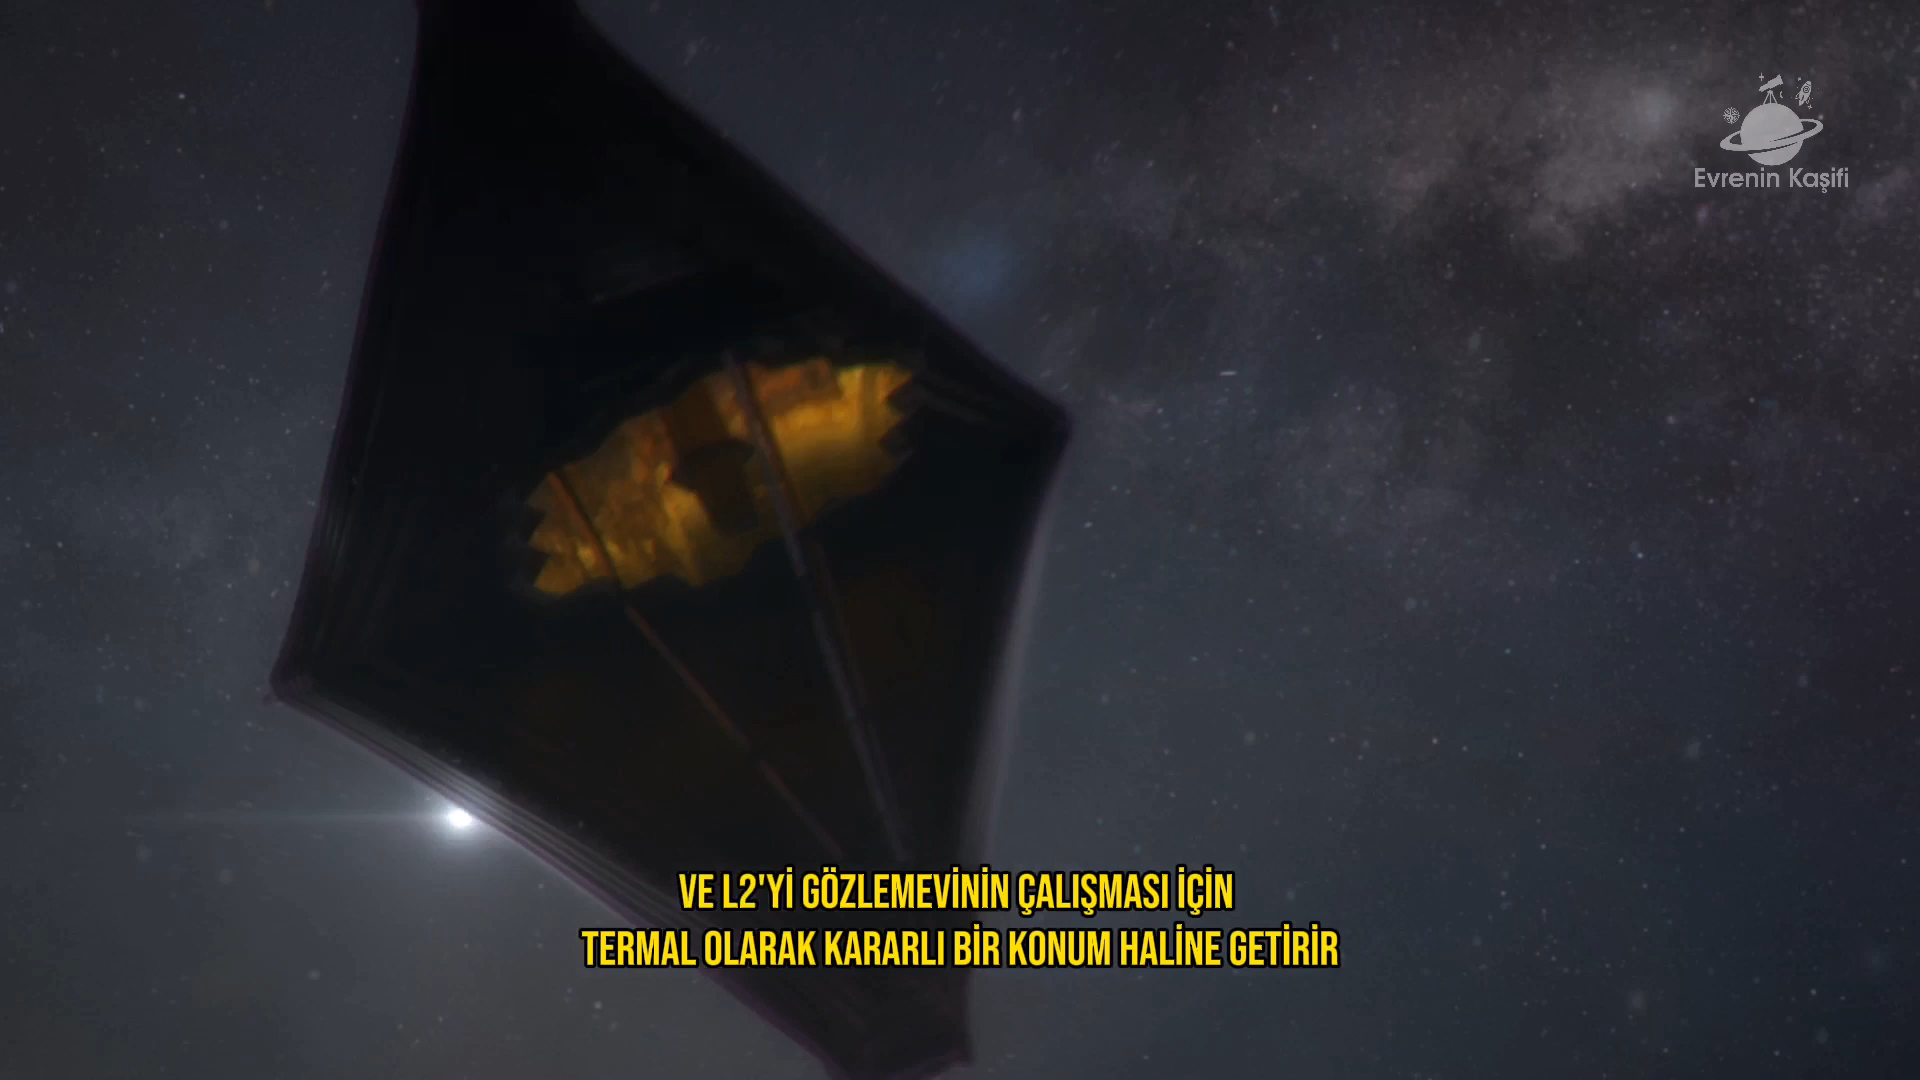 Evrenin Kaşifi
VE L2'Yİ GÖZLEMEVİNİN ÇALIŞMASI İÇİN
TERMAL OLARAK KARARLI BİR KONUM HALİNE GETİRİR